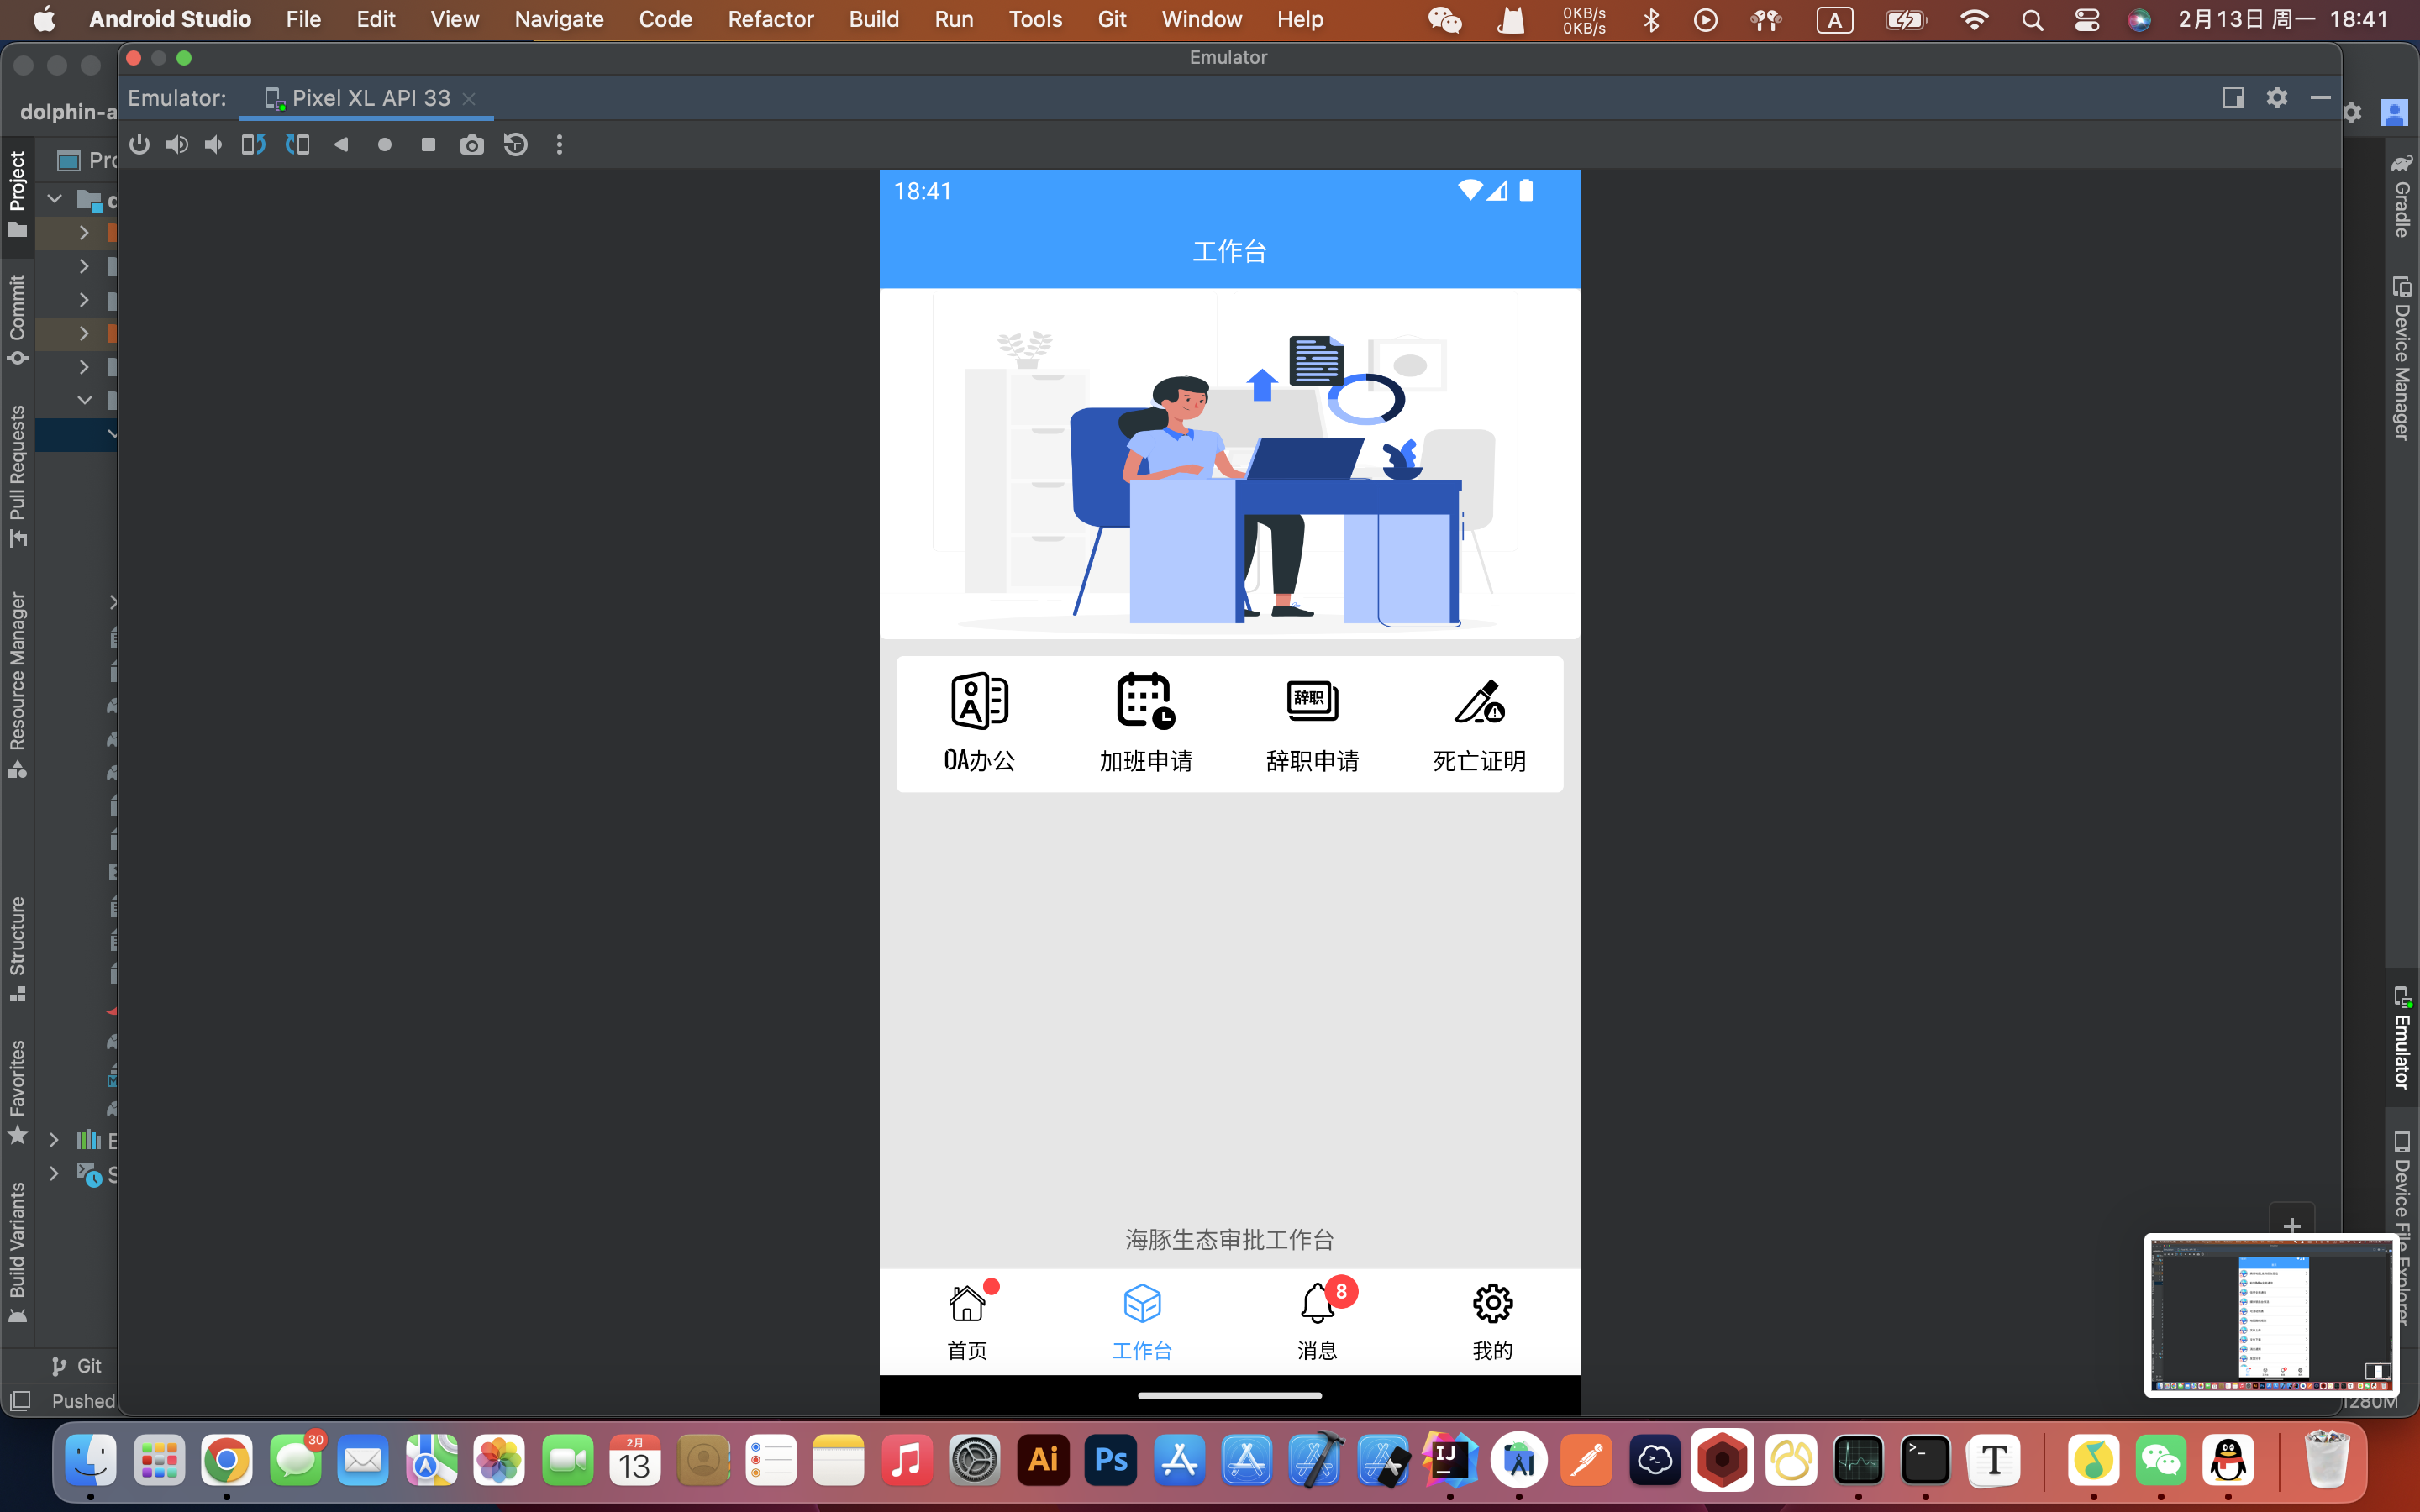 Android Studio File Edit View Navigate Code Refactor Build Run Tools Git Window Help
0KB/s
0KB/s
A
2月13日 周一 18:41
Emulator
dolphin-a
Emulator: Pixel XL API 33
Project
Commit
Pull Requests
Resource Manager
Structure
Favorites
Build Variants
18:41
工作台
辞职
OA办公 加班申请 辞职申请 死亡证明
海豚生态审批工作台
8
首页 工作台 消息 我的
Gradle
Device Manager
Emulator
Device File Explorer
Git
Pushed
1280M
30
2月
13
Ai
Ps
IJ
T